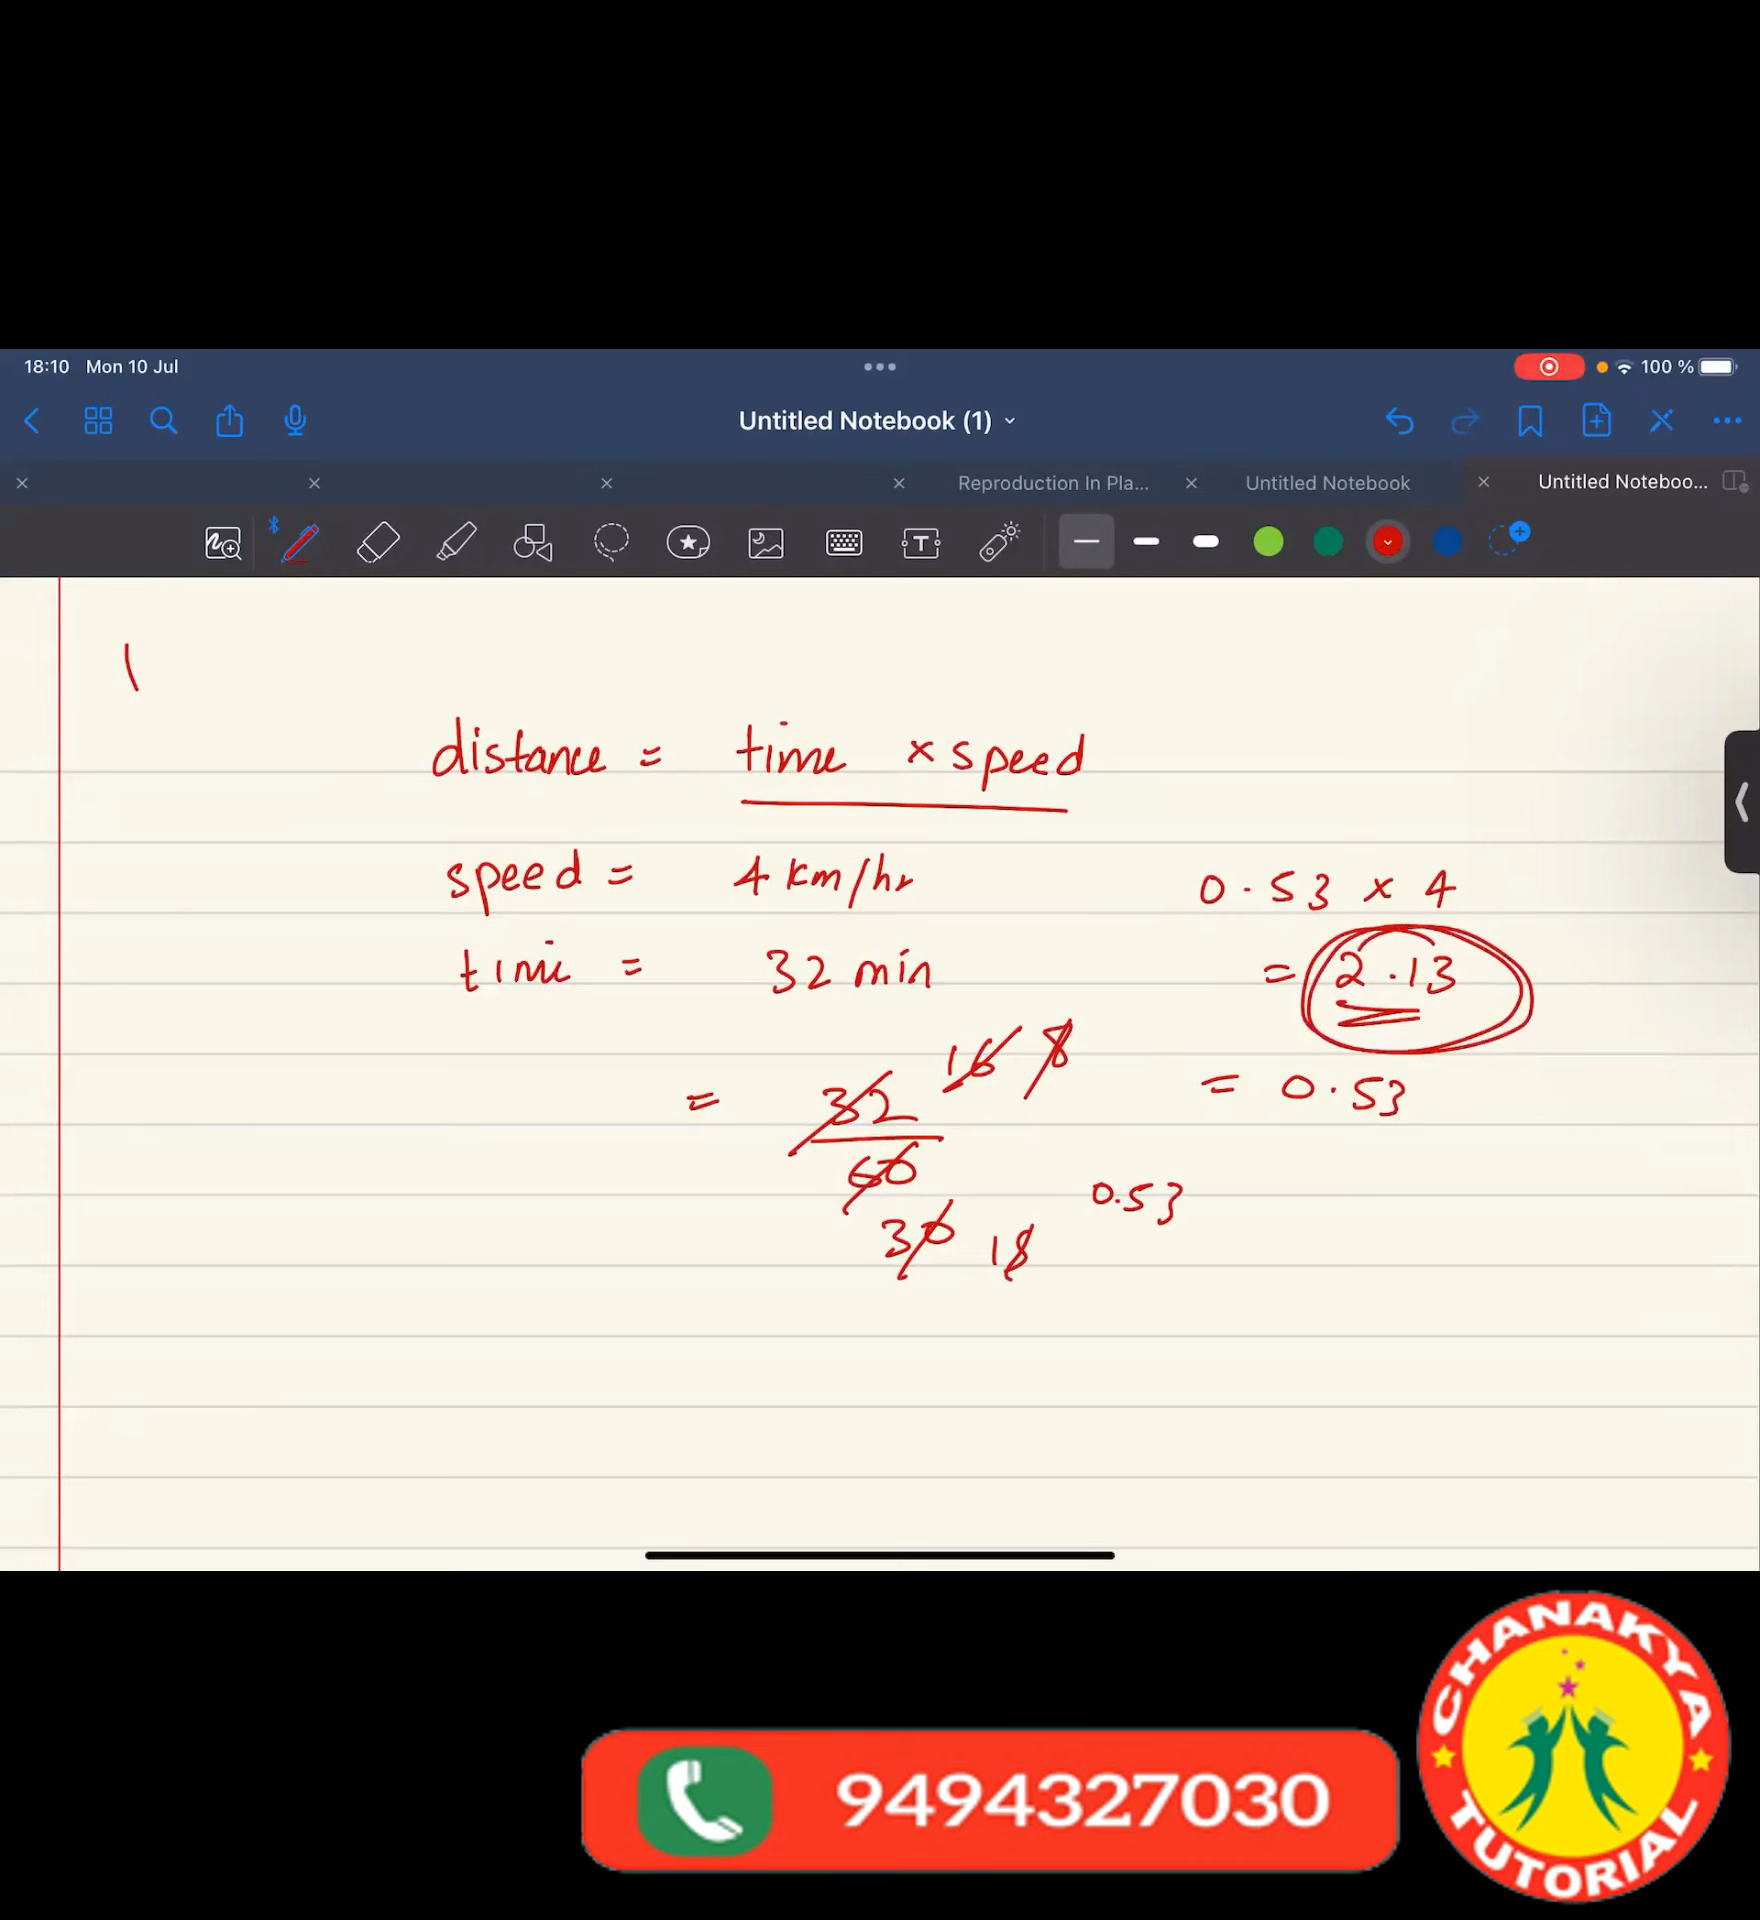 18:10 Mon 10 Jul
100 %
Untitled Notebook (1)
Reproduction In Pla... Untitled Notebook Untitled Noteboo...
T
distance = time × speed
speed = 4 km/hr
0.53 × 4
time = 32 min
= 2.13
= 32 16 8
= 0.53
60
30 0.53
9494327030
CHANAKYA
TUTORIAL